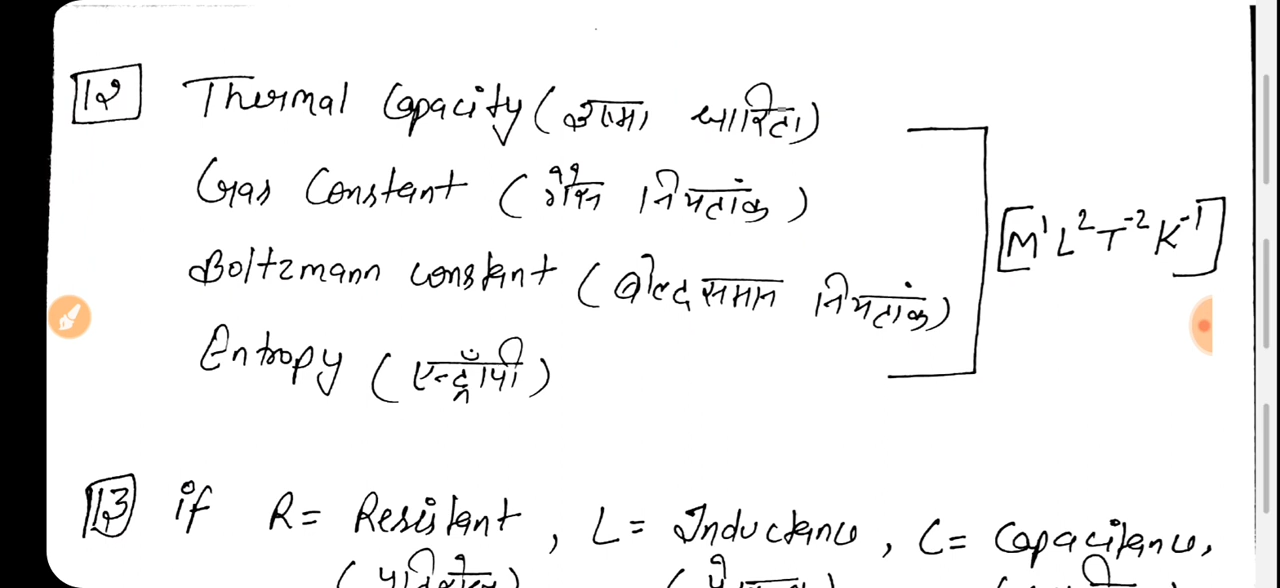 12 Thermal Capacity (ऊष्मा धारिता)
Gas Constant (गैस नियतांक)
Boltzmann constant (वोल्ट्समान नियतांक)
[M¹L²T⁻²K⁻¹]
Entropy (एन्ट्रॉपी)
13 if R = Resistant, L = Inductance, C = Capacitance,